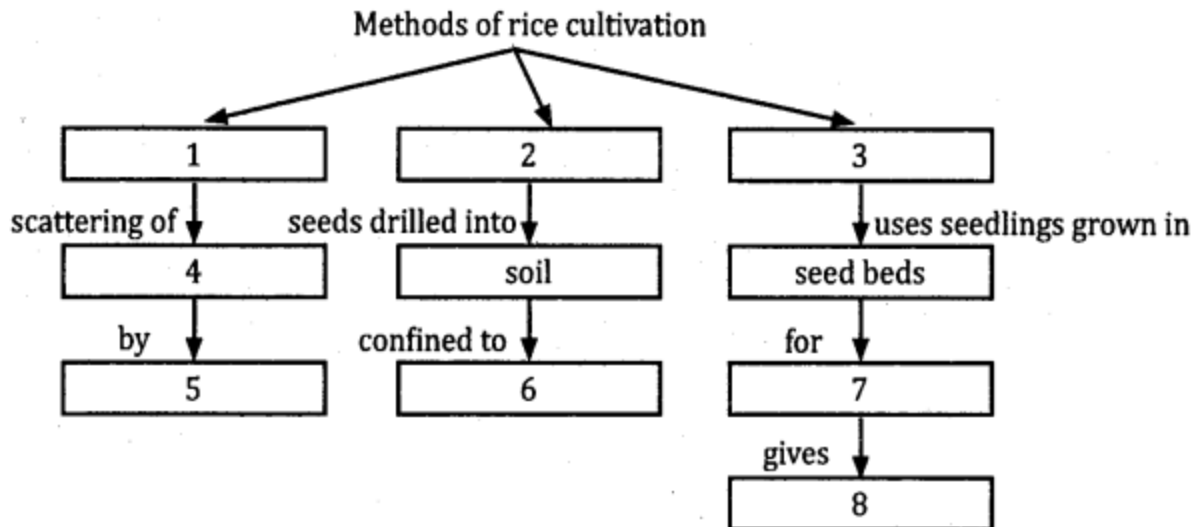 Methods of rice cultivation
1
2
3
scattering of
seeds drilled into
uses seedlings grown in
4
soil
seed beds
by
confined to
for
5
6
7
gives
8